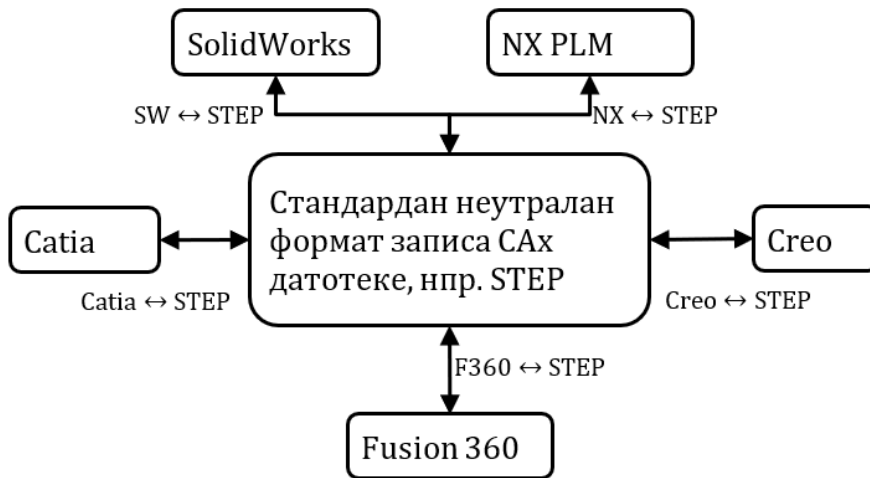 SolidWorks
NX PLM
SW ↔ STEP
NX ↔ STEP
Стандардан неутралан
формат записа CAx
датотеке, нпр. STEP
Catia
Creo
Catia ↔ STEP
Creo ↔ STEP
F360 ↔ STEP
Fusion 360